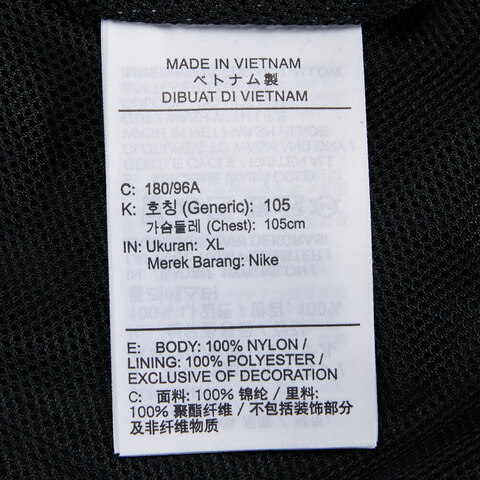 MADE IN VIETNAM
ベトナム製
DIBUAT DI VIETNAM
C: 180/96A
K: 호칭 (Generic): 105
가슴둘레 (Chest): 105cm
IN: Ukuran: XL
Merek Barang: Nike
E: BODY: 100% NYLON /
LINING: 100% POLYESTER /
EXCLUSIVE OF DECORATION
C: 面料: 100% 锦纶 / 里料:
100% 聚酯纤维 / 不包括装饰部分
及非纤维物质